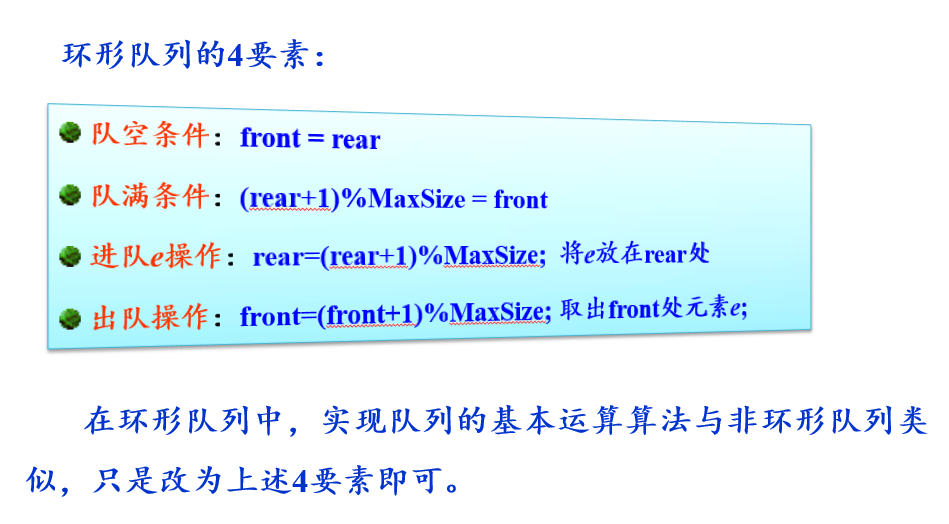 环形队列的4要素：
队空条件：front = rear
队满条件：(rear+1)%MaxSize = front
进队e操作：rear=(rear+1)%MaxSize; 将e放在rear处
出队操作：front=(front+1)%MaxSize; 取出front处元素e;
在环形队列中，实现队列的基本运算算法与非环形队列类
似，只是改为上述4要素即可。